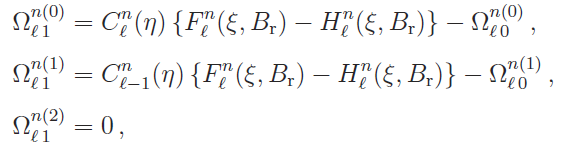 Ω_{ℓ1}^{n(0)} = C_ℓ^n(η) {F_ℓ^n(ξ, B_r) − H_ℓ^n(ξ, B_r)} − Ω_{ℓ0}^{n(0)} ,
Ω_{ℓ1}^{n(1)} = C_{ℓ−1}^n(η) {F_ℓ^n(ξ, B_r) − H_ℓ^n(ξ, B_r)} − Ω_{ℓ0}^{n(1)} ,
Ω_{ℓ1}^{n(2)} = 0 ,